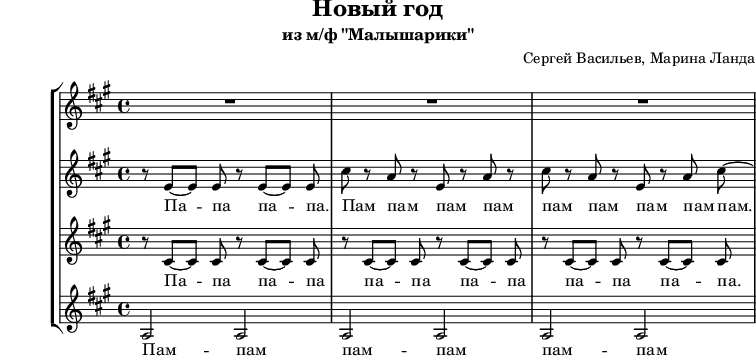 Новый год
из м/ф "Малышарики"
Сергей Васильев, Марина Ланда
Па -- па па -- па. Пам пам пам пам пам пам пам пам пам.
Па -- па па -- па па -- па па -- па па -- па па -- па.
Пам -- пам пам -- пам пам -- пам